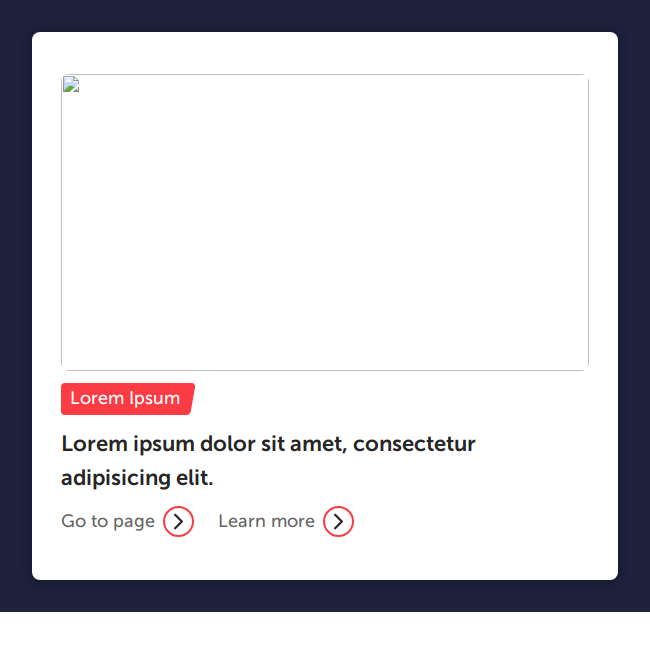 Lorem Ipsum
Lorem ipsum dolor sit amet, consectetur
adipisicing elit.
Go to page Learn more